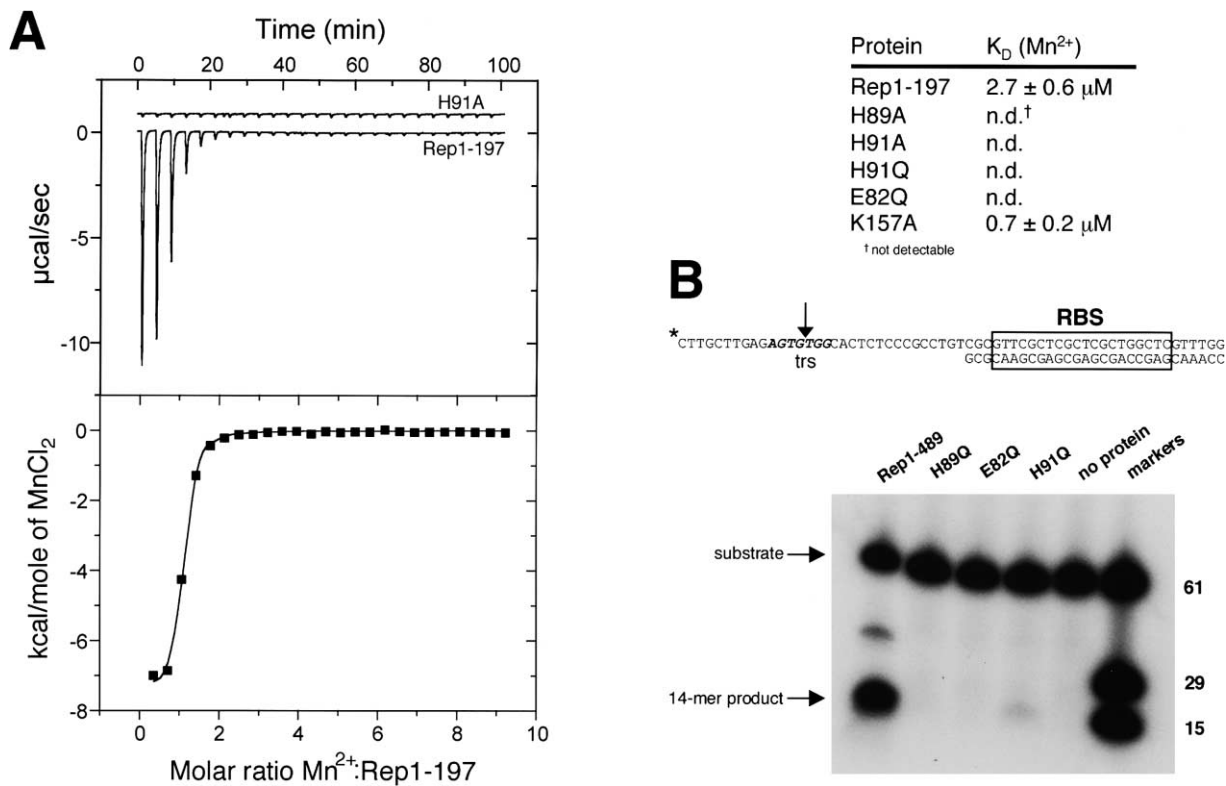 A
Time (min)
0 20 40 60 80 100
H91A
Rep1-197
0
-5
-10
µcal/sec
0
-2
-4
-6
-8
kcal/mole of MnCl2
0 2 4 6 8 10
Molar ratio Mn2+:Rep1-197
Protein KD (Mn2+)
Rep1-197 2.7 ± 0.6 µM
H89A n.d.†
H91A n.d.
H91Q n.d.
E82Q n.d.
K157A 0.7 ± 0.2 µM
† not detectable
B
RBS
*CTTGCTTGAGAGTGTGGCACTCTCCCGCCTGTCGCGTTCGCTCGCTCGCTGGCTCGTTTGG
GCGCAAGCGAGCGAGCGACCGAGCAAACC
trs
Rep1-489 H89Q E82Q H91Q no protein markers
substrate
61
29
14-mer product
15